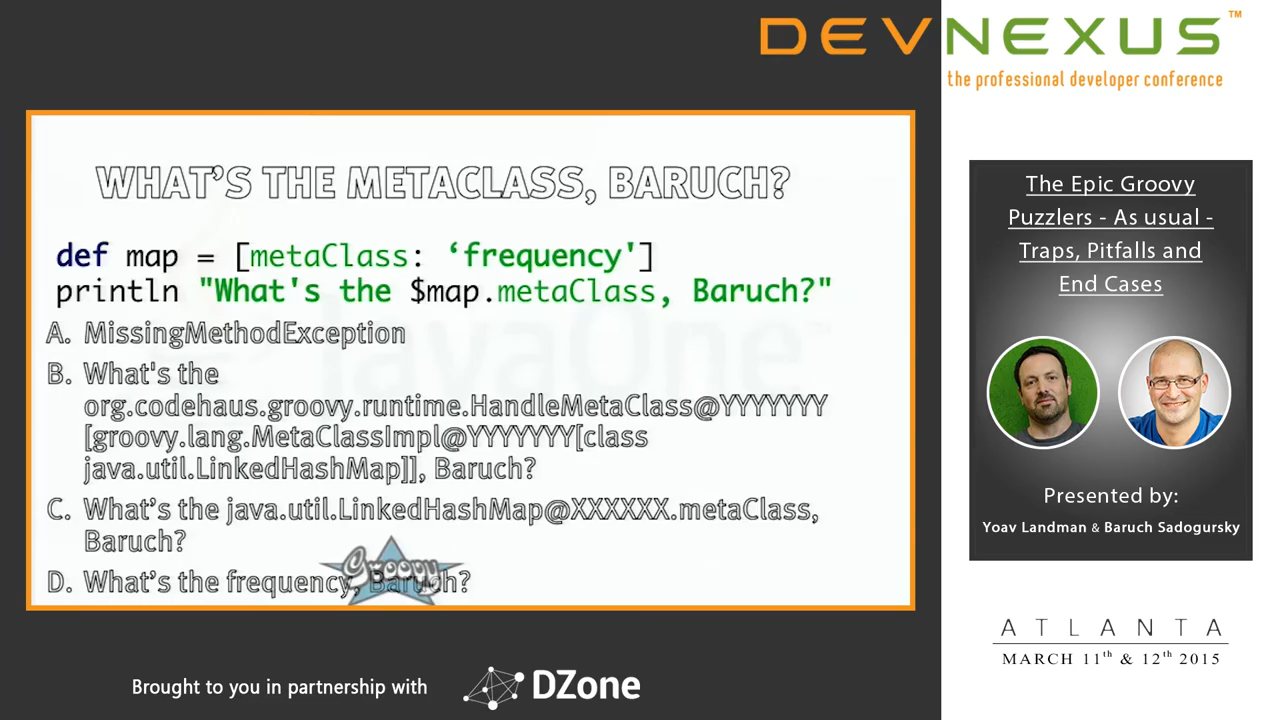 DEVNEXUS™
the professional developer conference
WHAT'S THE METACLASS, BARUCH?
def map = [metaClass: ‘frequency']
println "What's the $map.metaClass, Baruch?"
A. MissingMethodException
B. What's the
org.codehaus.groovy.runtime.HandleMetaClass@YYYYYYY
[groovy.lang.MetaClassImpl@YYYYYYY[class
java.util.LinkedHashMap]], Baruch?
C. What’s the java.util.LinkedHashMap@XXXXXX.metaClass,
Baruch?
D. What’s the frequency, Baruch?
Groovy
JavaOne™
The Epic Groovy
Puzzlers - As usual -
Traps, Pitfalls and
End Cases
Presented by:
Yoav Landman & Baruch Sadogursky
ATLANTA
MARCH 11th & 12th 2015
Brought to you in partnership with
DZone